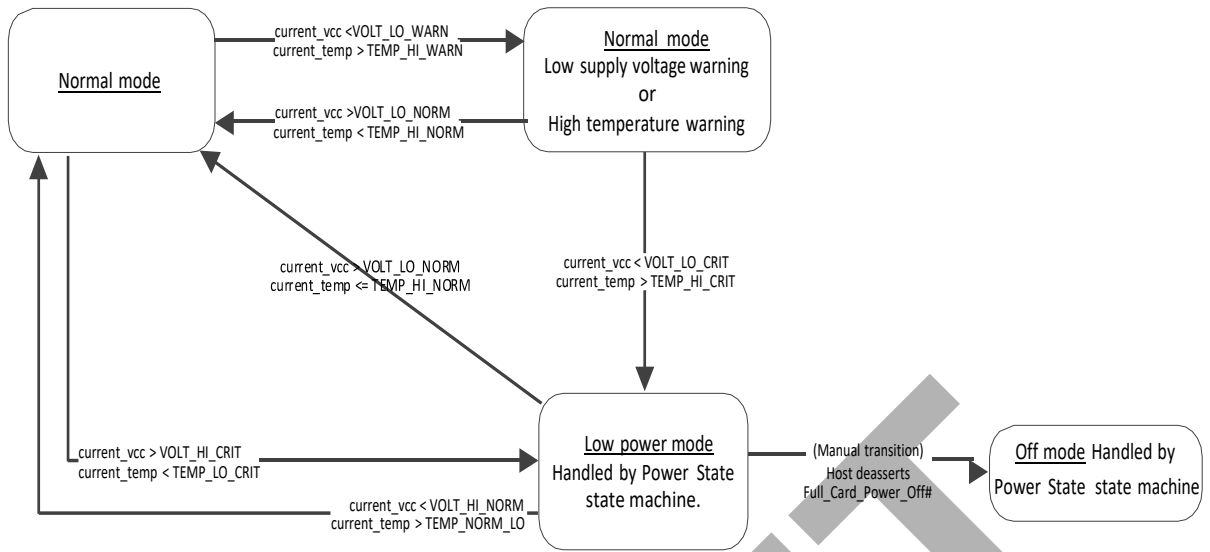 Normal mode
current_vcc <VOLT_LO_WARN
current_temp > TEMP_HI_WARN
Normal mode
Low supply voltage warning
or
High temperature warning
current_vcc >VOLT_LO_NORM
current_temp < TEMP_HI_NORM
current_vcc > VOLT_LO_NORM
current_temp <= TEMP_HI_NORM
current_vcc < VOLT_LO_CRIT
current_temp > TEMP_HI_CRIT
current_vcc > VOLT_HI_CRIT
current_temp < TEMP_LO_CRIT
current_vcc < VOLT_HI_NORM
current_temp > TEMP_NORM_LO
Low power mode
Handled by Power State
state machine.
(Manual transition)
Host deasserts
Full_Card_Power_Off#
Off mode Handled by
Power State state machine